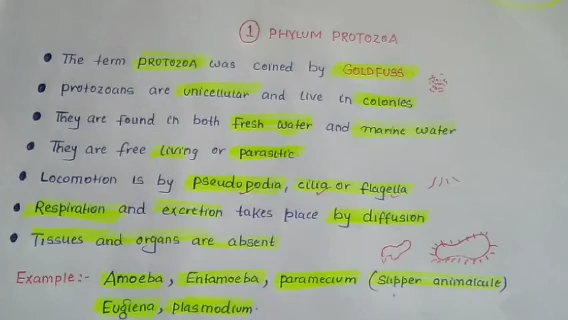 ① PHYLUM PROTOZOA
• The term PROTOZOA was coined by GOLDFUSS
• protozoans are unicellular and live in colonies
• They are found in both fresh water and marine water
• They are free living or parasitic
• Locomotion is by pseudopodia, cilia or flagella
• Respiration and excretion takes place by diffusion
• Tissues and organs are absent
Example:- Amoeba, Entamoeba, paramecium (slipper animalcule)
Euglena, plasmodium.